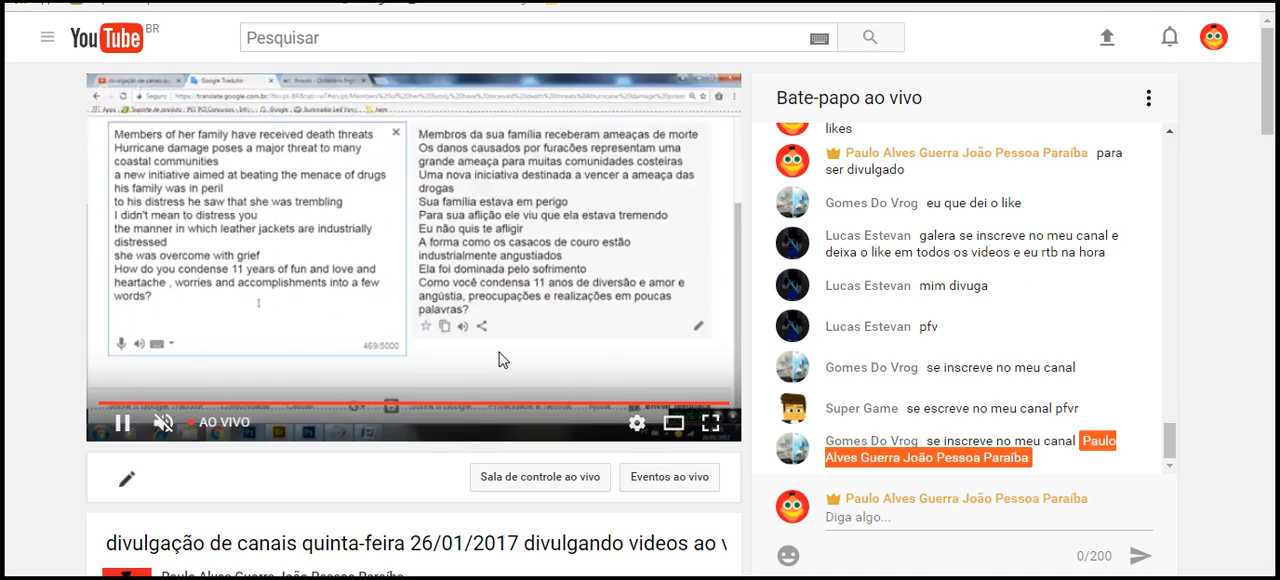 YouTube BR
Pesquisar
divulgação de canais qu
Google Tradutor
Seguro
Members of her family have received death threats
Hurricane damage poses a major threat to many
coastal communities
a new initiative aimed at beating the menace of drugs
his family was in peril
to his distress he saw that she was trembling
I didn't mean to distress you
the manner in which leather jackets are industrially
distressed
she was overcome with grief
How do you condense 11 years of fun and love and
heartache , worries and accomplishments into a few
words?
469/5000
Membros da sua família receberam ameaças de morte
Os danos causados por furacões representam uma
grande ameaça para muitas comunidades costeiras
Uma nova iniciativa destinada a vencer a ameaça das
drogas
Sua família estava em perigo
Para sua aflição ele viu que ela estava tremendo
Eu não quis te afligir
A forma como os casacos de couro estão
industrialmente angustiados
Ela foi dominada pelo sofrimento
Como você condensa 11 anos de diversão e amor e
angústia, preocupações e realizações em poucas
palavras?
AO VIVO
Sala de controle ao vivo
Eventos ao vivo
divulgação de canais quinta-feira 26/01/2017 divulgando videos ao v
Paulo Alves Guerra João Pessoa Paraíba
Bate-papo ao vivo
likes
Paulo Alves Guerra João Pessoa Paraíba para
ser divulgado
Gomes Do Vrog eu que dei o like
Lucas Estevan galera se inscreve no meu canal e
deixa o like em todos os videos e eu rtb na hora
Lucas Estevan mim divuga
Lucas Estevan pfv
Gomes Do Vrog se inscreve no meu canal
Super Game se escreve no meu canal pfvr
Gomes Do Vrog se inscreve no meu canal Paulo
Alves Guerra João Pessoa Paraíba
Paulo Alves Guerra João Pessoa Paraíba
Diga algo...
0/200